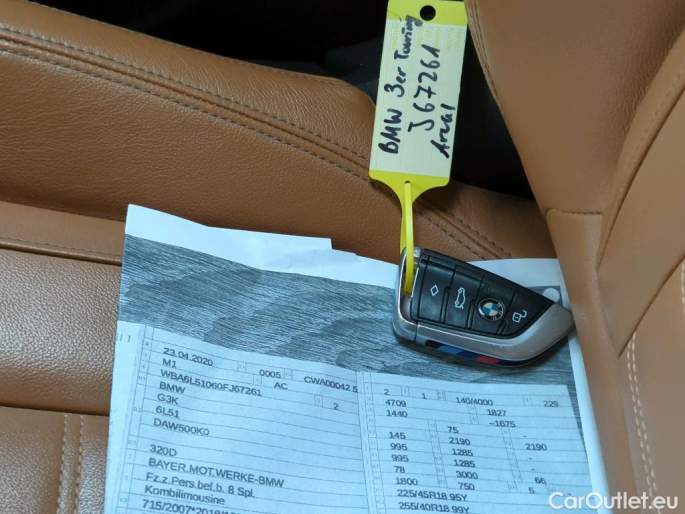 BMW 3er Touring
J67261
Areal
23.04.2020
0005
CWA00042 5
M1
AC
WBA6L51060FJ67261
2
BMW
G3K
6L51
DAW500K0
320D
BAYER.MOT.WERKE-BMW
Fz.z.Pers.bef.b. 8 Spl.
Kombilimousine
2
1
140/4000
229
4709
1827
1440
-1675
75
-
145
2190
2190
995
1285
-
995
1285
-
78
3000
66
1800
750
5
225/45R18 95Y
255/40R18 99Y
BMW
CarOutlet.eu